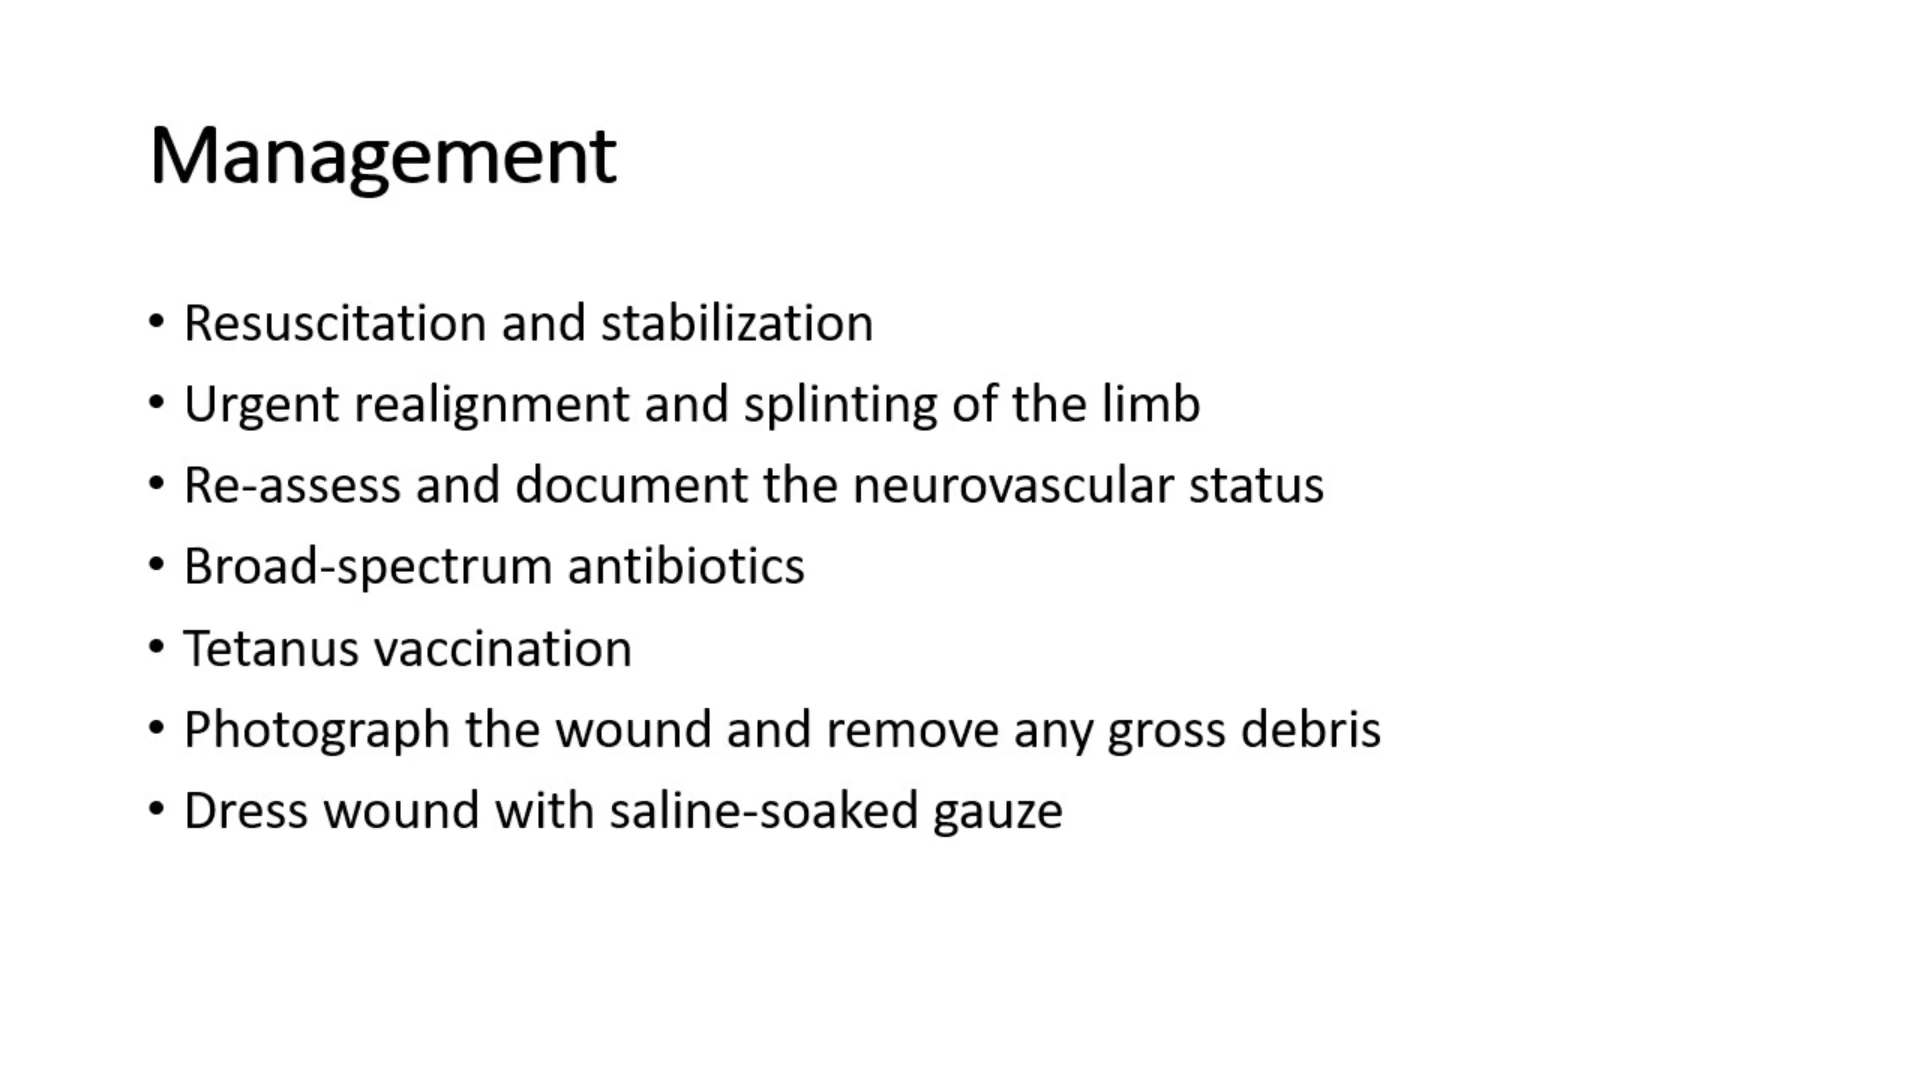 Management
• Resuscitation and stabilization
• Urgent realignment and splinting of the limb
• Re-assess and document the neurovascular status
• Broad-spectrum antibiotics
• Tetanus vaccination
• Photograph the wound and remove any gross debris
• Dress wound with saline-soaked gauze